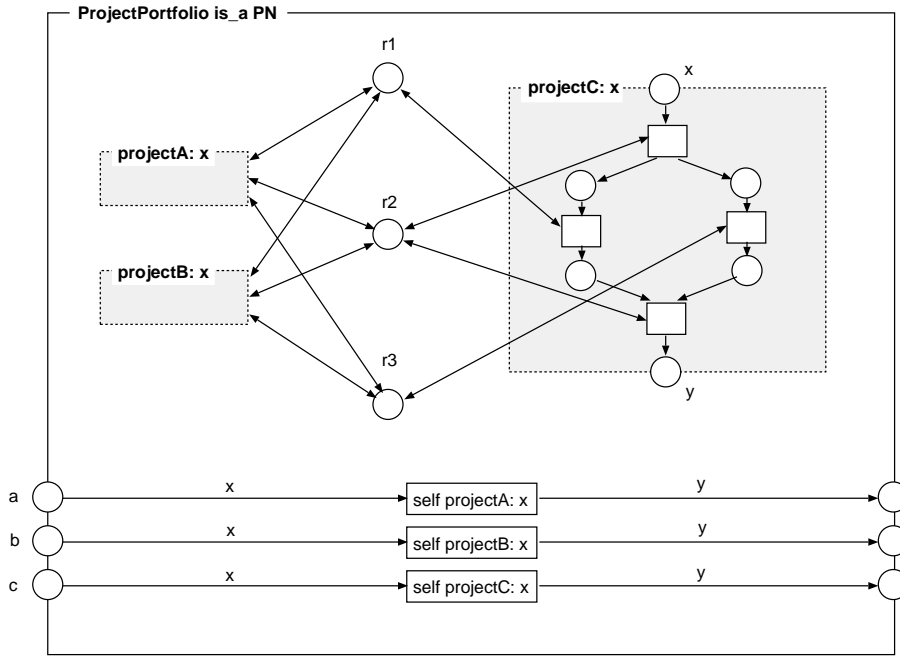 ProjectPortfolio is_a PN
r1
x
projectC: x
projectA: x
r2
projectB: x
r3
y
a
x
self projectA: x
y
b
x
self projectB: x
y
c
x
self projectC: x
y